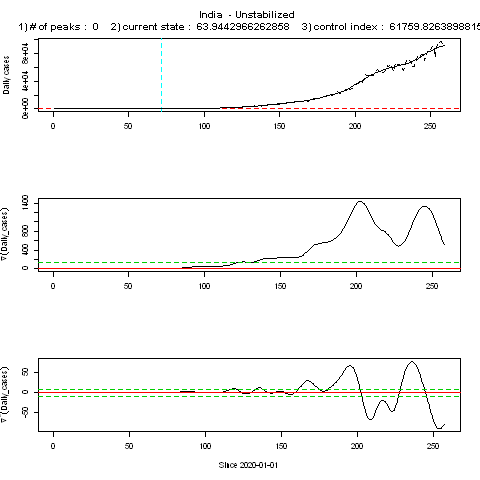 India - Unstabilized
1) # of peaks : 0 2) current state : 63.9442966262858 3) control index : 61759.8263898815
Daily cases
0e+00 4e+04 8e+04
0 50 100 150 200 250
∇ (Daily_cases)
0 400 800 1400
0 50 100 150 200 250
∇ (Daily_cases)
-50 0 50
0 50 100 150 200 250
Since 2020-01-01